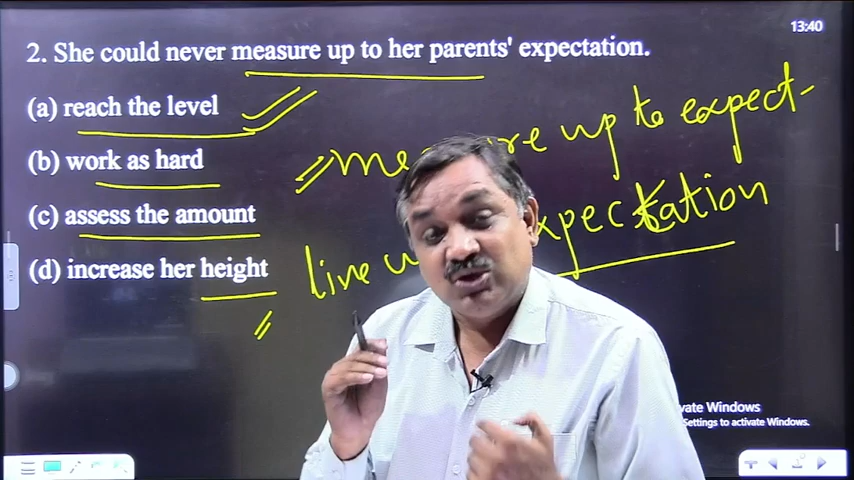 13:40
2. She could never measure up to her parents' expectation.
(a) reach the level
(b) work as hard
(c) assess the amount
(d) increase her height
up to expect-
live expectation
vate Windows
Settings to activate Windows.